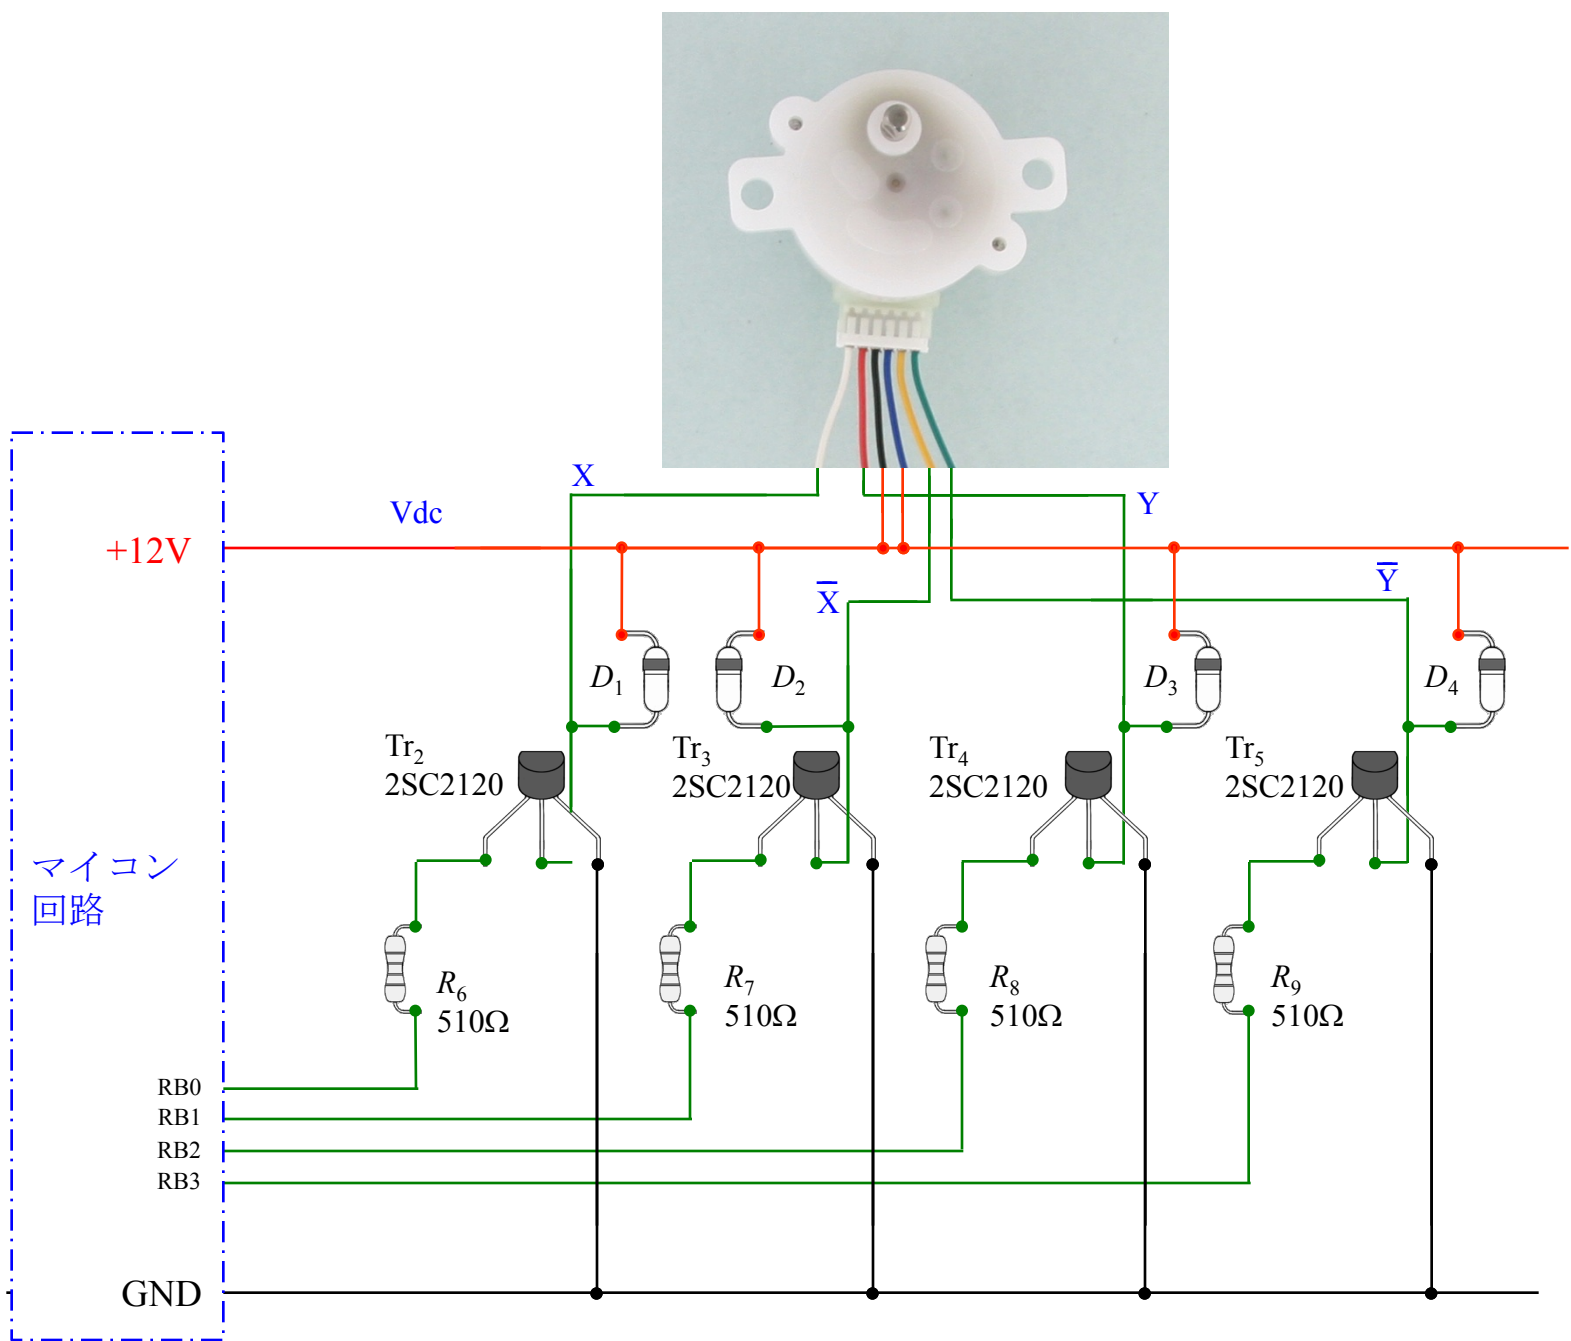 X
Vdc
Y
+12V
X̅
Y̅
D1
D2
D3
D4
Tr2
2SC2120
Tr3
2SC2120
Tr4
2SC2120
Tr5
2SC2120
マイコン
回路
R6
510Ω
R7
510Ω
R8
510Ω
R9
510Ω
RB0
RB1
RB2
RB3
GND